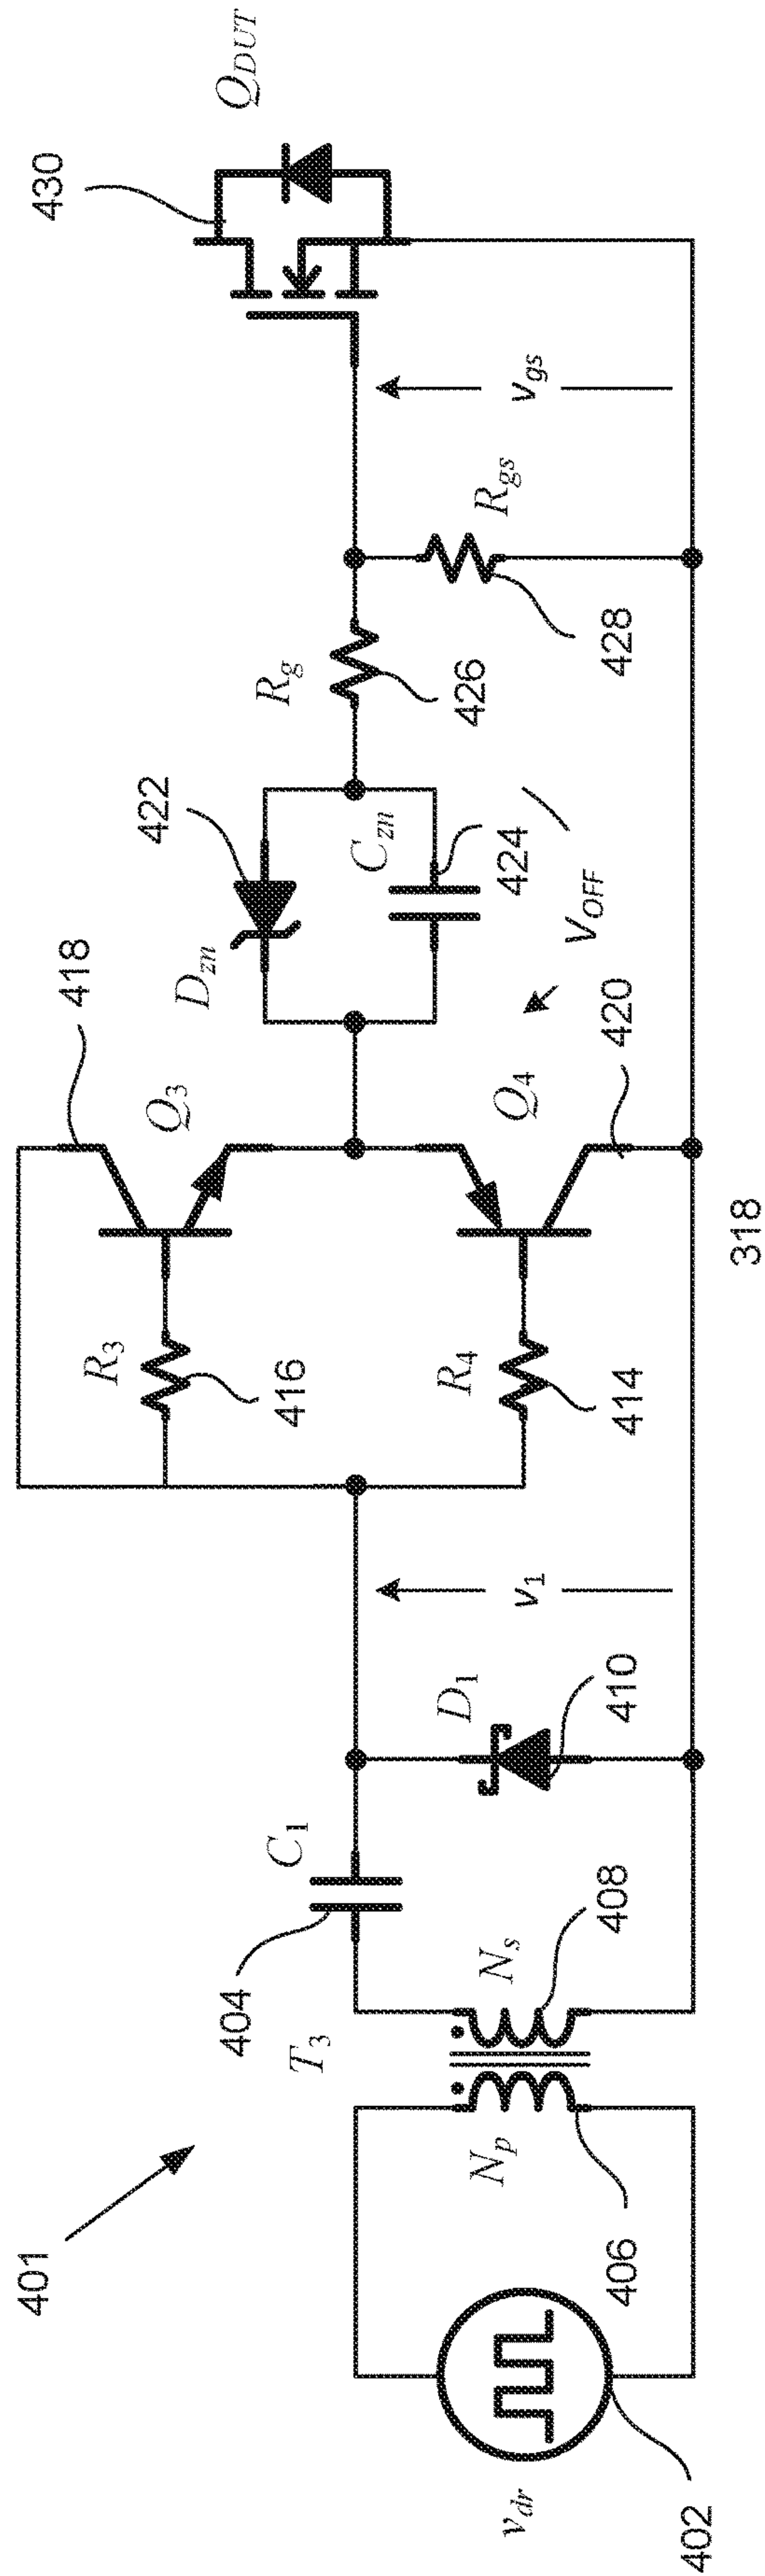 401
v_dr
402
N_p
406
T_3
N_s
408
404
C_1
D_1
410
v_1
R_3
416
R_4
414
318
418
Q_3
Q_4
420
D_zn
422
C_zn
424
V_OFF
R_g
426
R_gs
428
v_gs
430
Q_DUT